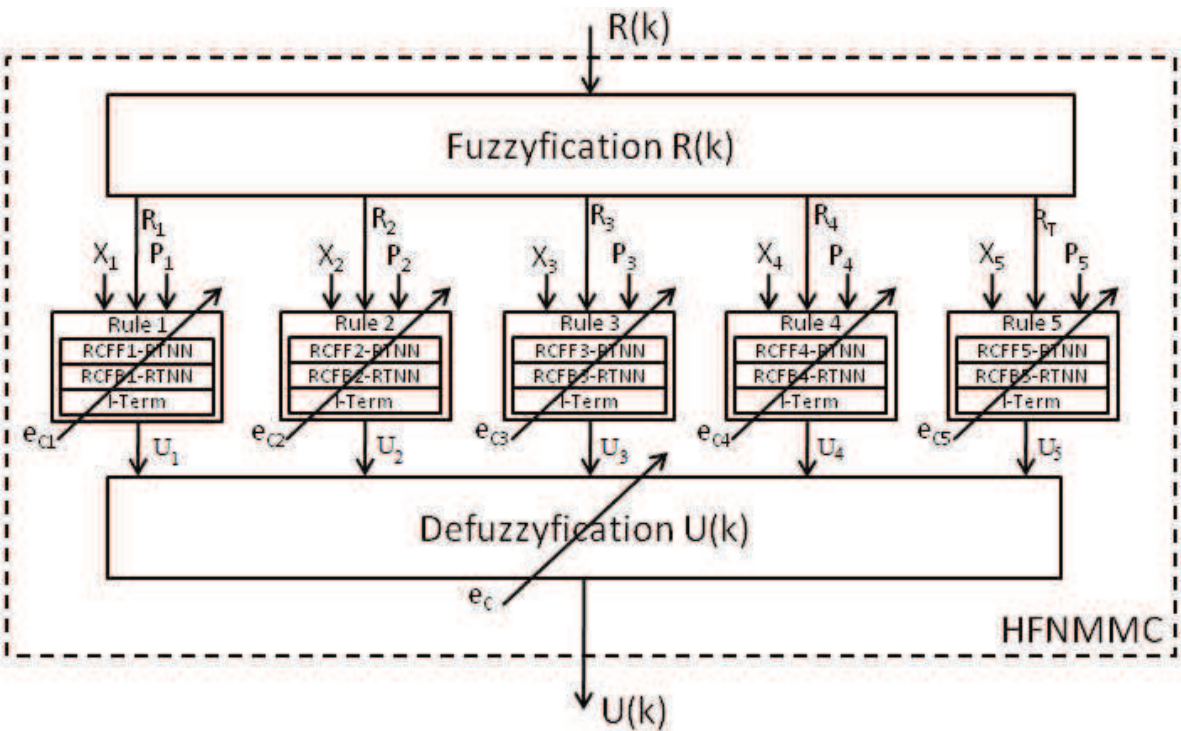 R(k)
Fuzzyfication R(k)
R1 R2 R3 R4 RT
X1 P1 X2 P2 X3 P3 X4 P4 X5 P5
Rule 1 Rule 2 Rule 3 Rule 4 Rule 5
RCFF1-RTNN RCFF2-RTNN RCFF3-RTNN RCFF4-RTNN RCFF5-RTNN
RCFB1-RTNN RCFB2-RTNN RCFB3-RTNN RCFB4-RTNN RCFB5-RTNN
I-Term I-Term I-Term I-Term I-Term
eC1 eC2 eC3 eC4 eC5
U1 U2 U3 U4 U5
Defuzzyfication U(k)
eC
HFNMMC
U(k)